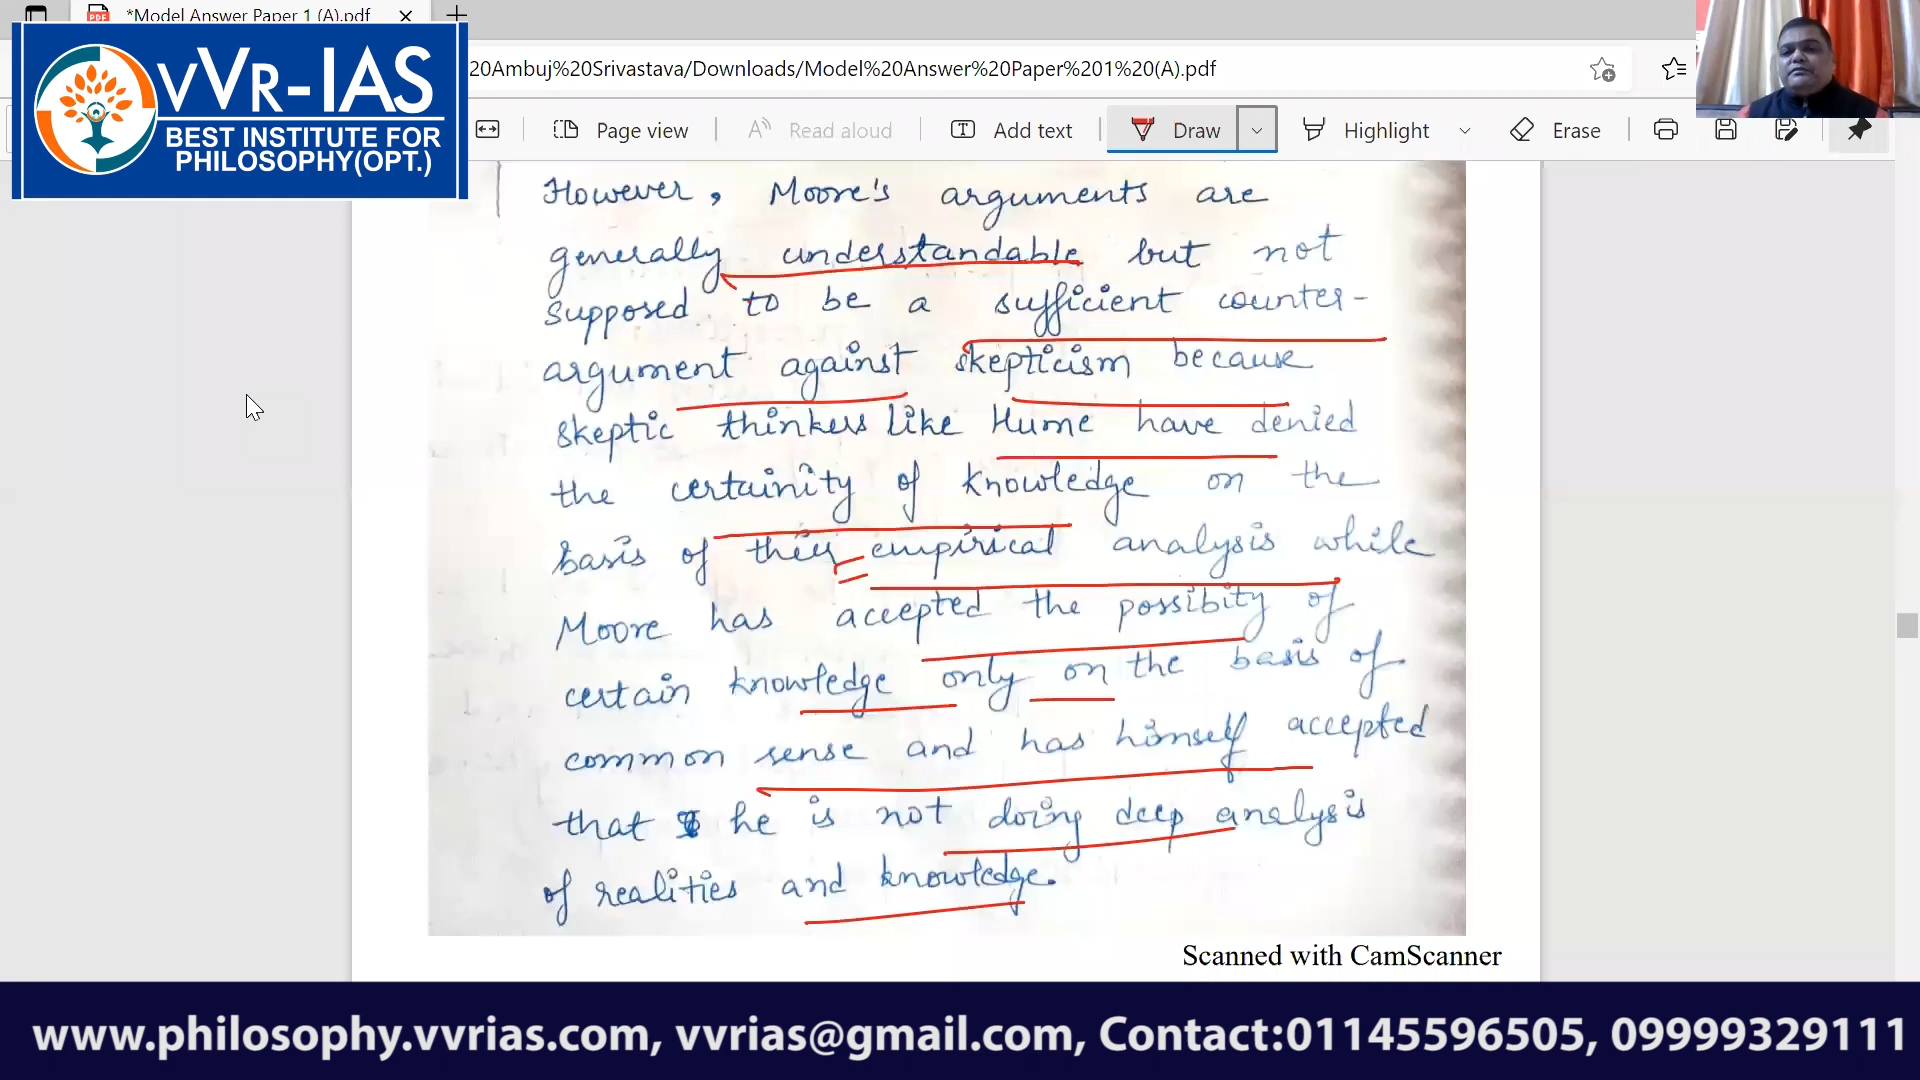 *Model Answer Paper 1 (A).pdf
vVR-IAS
BEST INSTITUTE FOR
PHILOSOPHY(OPT.)
20Ambuj%20Srivastava/Downloads/Model%20Answer%20Paper%201%20(A).pdf
Page view
Read aloud
Add text
Draw
Highlight
Erase
However, Moore's arguments are
generally understandable but not
supposed to be a sufficient counter-
argument against skepticism because
skeptic thinkers like Hume have denied
the certainity of knowledge on the
basis of their empirical analysis while
Moore has accepted the possibity of
certain knowledge only on the basis of
common sense and has himself accepted
that he is not doing deep analysis
of realities and knowledge.
Scanned with CamScanner
www.philosophy.vvrias.com, vvrias@gmail.com, Contact:01145596505, 09999329111